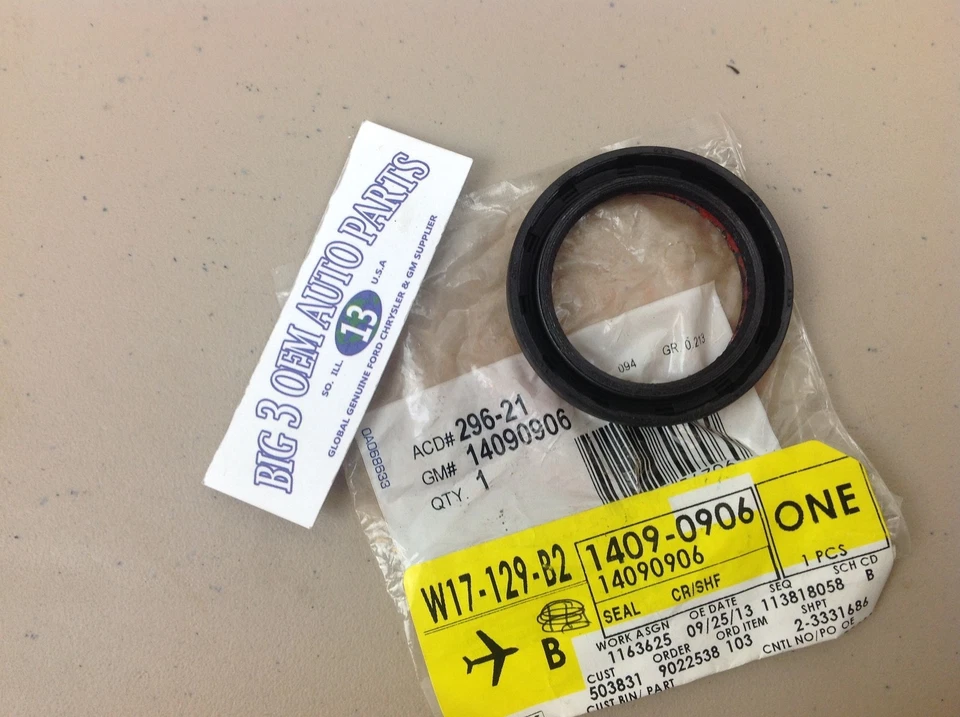 BIG 3 OEM AUTO PARTS
SO. ILL. 13 U.S.A
GLOBAL GENUINE FORD CHRYSLER & GM SUPPLIER
094 GR 0.213
0A068633
ACD# 296-21
GM# 14090906
QTY. 1
W17-129-B2
1409-0906
14090906
SEAL CR/SHF
ONE
1 PCS
B
WORK ASGN OE DATE SEQ SCH CD
1163625 09/25/13 113818058 B
CUST ORDER ORD ITEM SHPT
503831 9022538 103 2-3331686
CUST BIN/ PART CNTL NO/PO OE